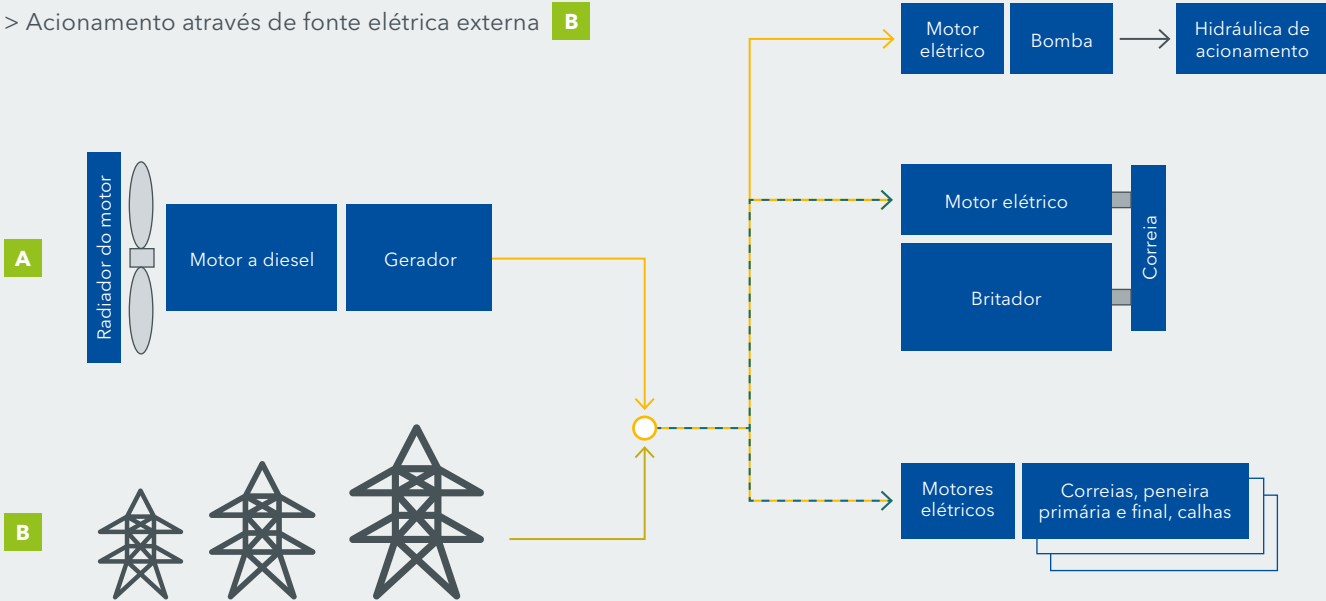 > Acionamento através de fonte elétrica externa B
Motor
elétrico
Bomba
Hidráulica de
acionamento
A
Radiador do motor
Motor a diesel
Gerador
Motor elétrico
Britador
Correia
B
Motores
elétricos
Correias, peneira
primária e final, calhas